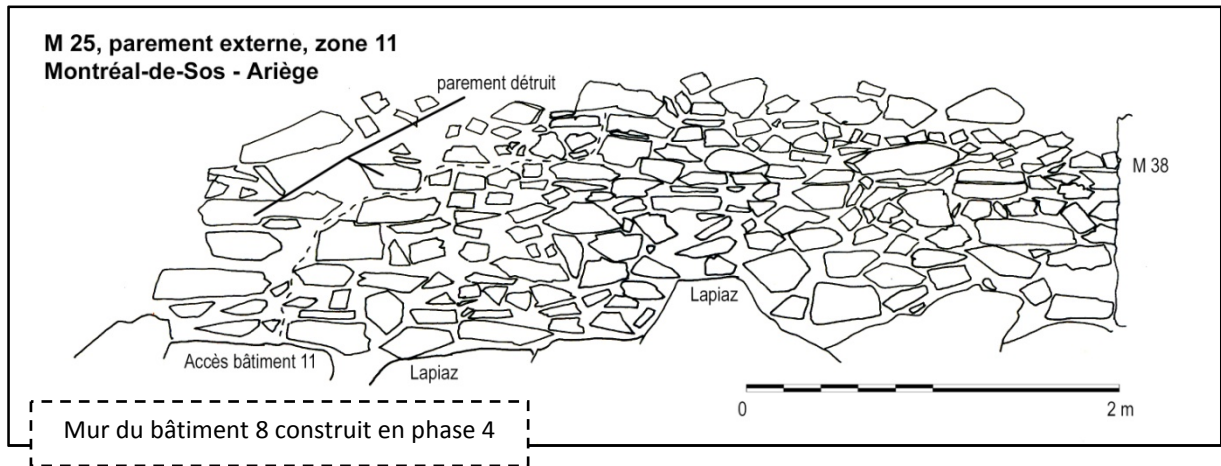 M 25, parement externe, zone 11
Montréal-de-Sos - Ariège
parement détruit
M 38
Lapiaz
Accès bâtiment 11
Lapiaz
0
2 m
Mur du bâtiment 8 construit en phase 4